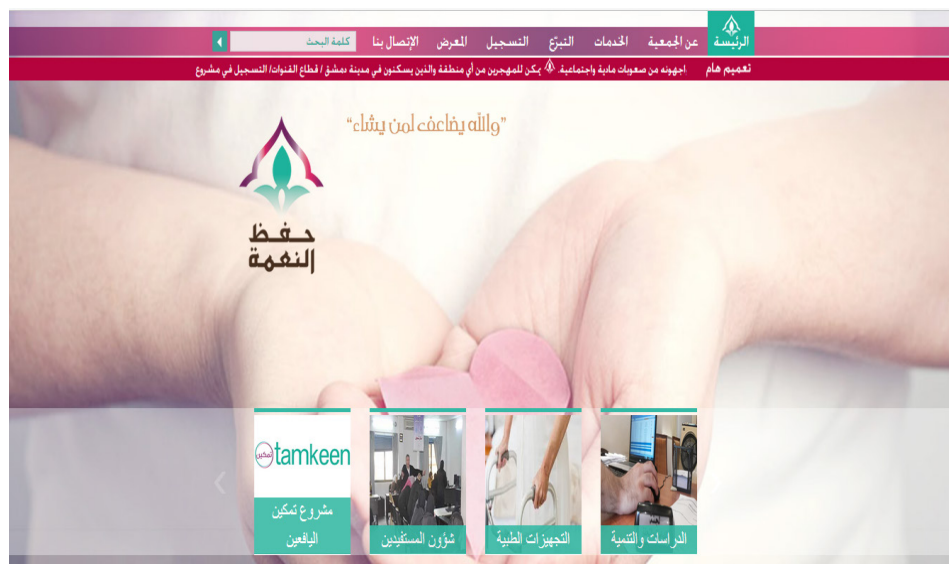 الرئيسة عن الجمعية الخدمات التبرّع التسجيل المعرض الإتصال بنا كلمة البحث
تعميم هام اجهونه من صعوبات مادية واجتماعية. يمكن للمهجرين من أي منطقة والذين يسكنون في مدينة دمشق / قطاع القنوات/ التسجيل في مشروع
"والله يضاعف لمن يشاء"
حفظ
النعمة
tamkeen
تمكين
الدراسات والتنمية
التجهيزات الطبية
شؤون المستفيدين
مشروع تمكين
اليافعين